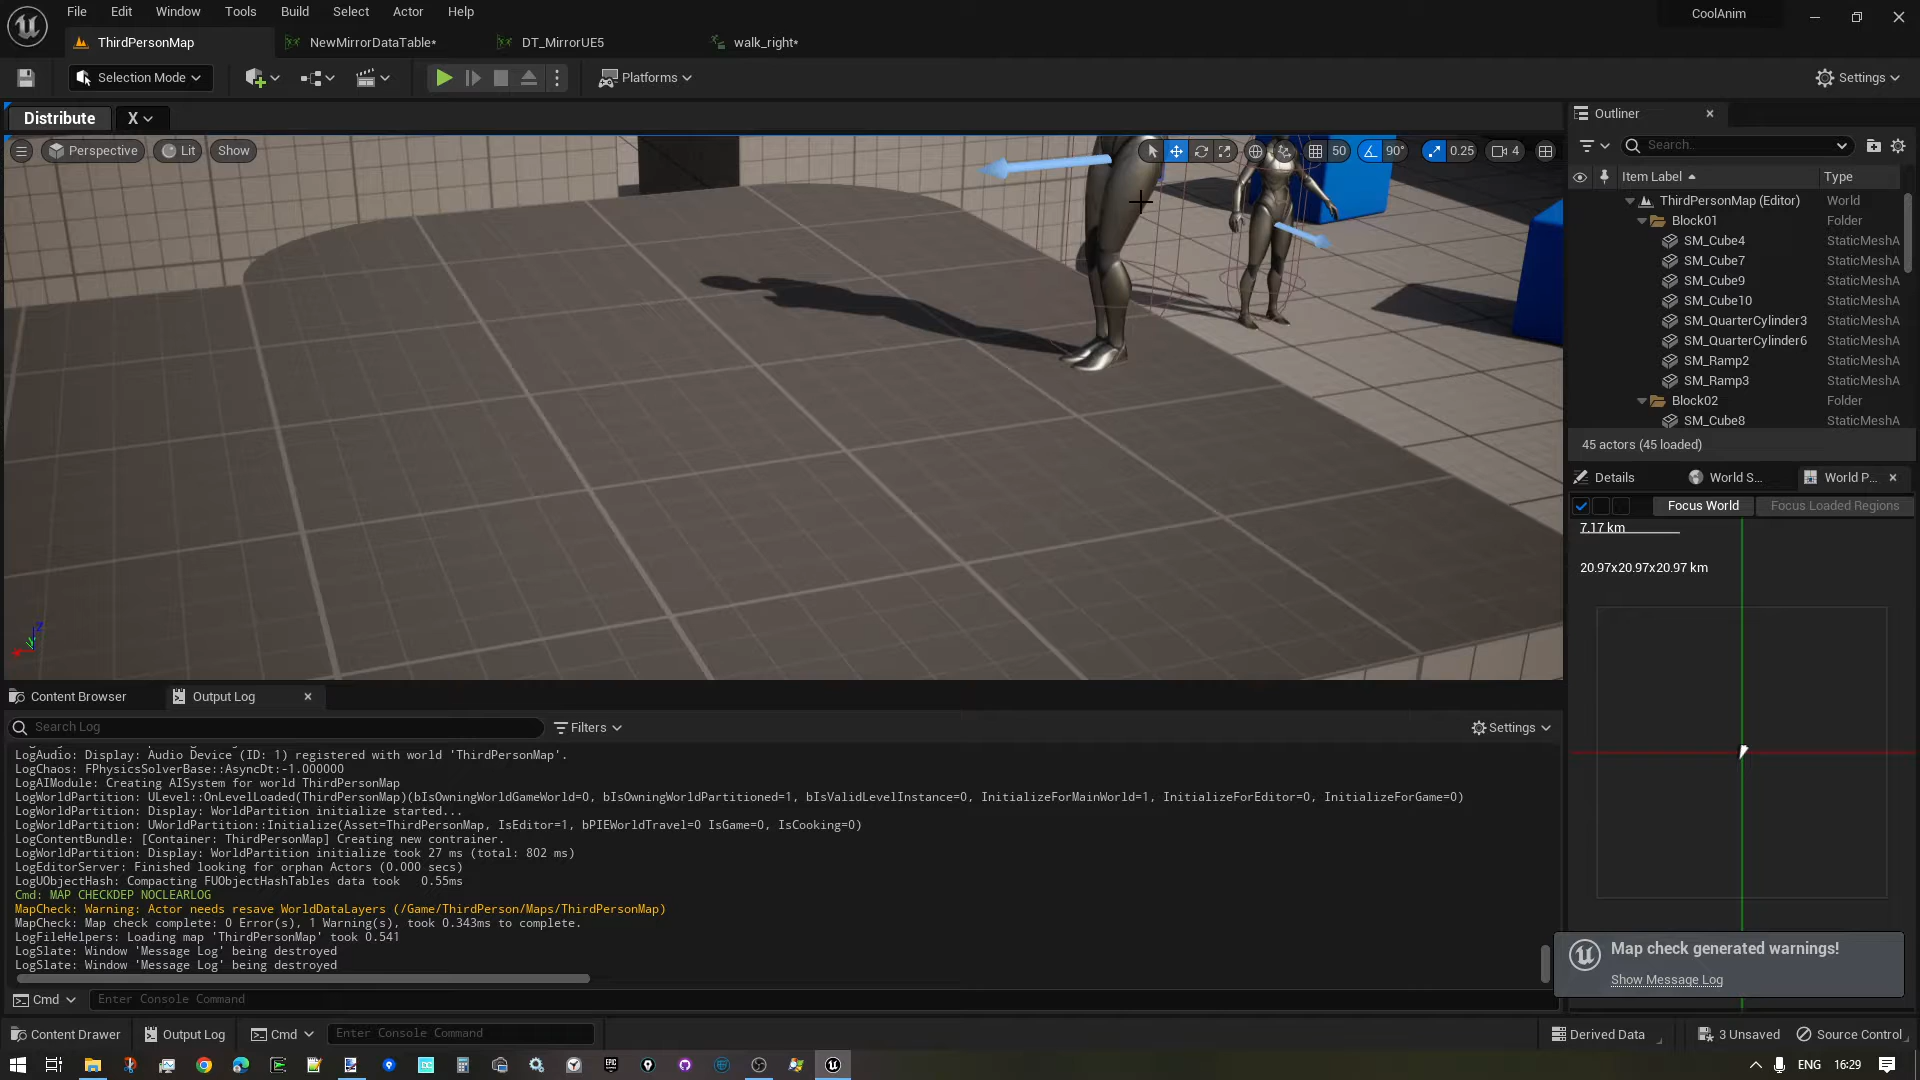 File Edit Window Tools Build Select Actor Help
CoolAnim
ThirdPersonMap
NewMirrorDataTable*
DT_MirrorUE5
walk_right*
Selection Mode
Platforms
Settings
Distribute
X
Outliner
Perspective
Lit
Show
50
90°
0.25
4
Search...
Item Label
Type
ThirdPersonMap (Editor) World
Block01 Folder
SM_Cube4 StaticMeshA
SM_Cube7 StaticMeshA
SM_Cube9 StaticMeshA
SM_Cube10 StaticMeshA
SM_QuarterCylinder3 StaticMeshA
SM_QuarterCylinder6 StaticMeshA
SM_Ramp2 StaticMeshA
SM_Ramp3 StaticMeshA
Block02 Folder
SM_Cube8 StaticMeshA
45 actors (45 loaded)
Details
World S...
World P...
Focus World
Focus Loaded Regions
7.17 km
20.97x20.97x20.97 km
Z
Content Browser
Output Log
Search Log
Filters
Settings
LogAudio: Display: Audio Device (ID: 1) registered with world 'ThirdPersonMap'.
LogChaos: FPhysicsSolverBase::AsyncDt:-1.000000
LogAIModule: Creating AISystem for world ThirdPersonMap
LogWorldPartition: ULevel::OnLevelLoaded(ThirdPersonMap)(bIsOwningWorldGameWorld=0, bIsOwningWorldPartitioned=1, bIsValidLevelInstance=0, InitializeForMainWorld=1, InitializeForEditor=0, InitializeForGame=0)
LogWorldPartition: Display: WorldPartition initialize started...
LogWorldPartition: UWorldPartition::Initialize(Asset=ThirdPersonMap, IsEditor=1, bPIEWorldTravel=0 IsGame=0, IsCooking=0)
LogContentBundle: [Container: ThirdPersonMap] Creating new contrainer.
LogWorldPartition: Display: WorldPartition initialize took 27 ms (total: 802 ms)
LogEditorServer: Finished looking for orphan Actors (0.000 secs)
LogUObjectHash: Compacting FUObjectHashTables data took   0.55ms
Cmd: MAP CHECKDEP NOCLEARLOG
MapCheck: Warning: Actor needs resave WorldDataLayers (/Game/ThirdPerson/Maps/ThirdPersonMap)
MapCheck: Map check complete: 0 Error(s), 1 Warning(s), took 0.343ms to complete.
LogFileHelpers: Loading map 'ThirdPersonMap' took 0.541
LogSlate: Window 'Message Log' being destroyed
LogSlate: Window 'Message Log' being destroyed
Map check generated warnings!
Show Message Log
Cmd
Enter Console Command
Content Drawer
Output Log
Cmd
Enter Console Command
Derived Data
3 Unsaved
Source Control
ENG
16:29